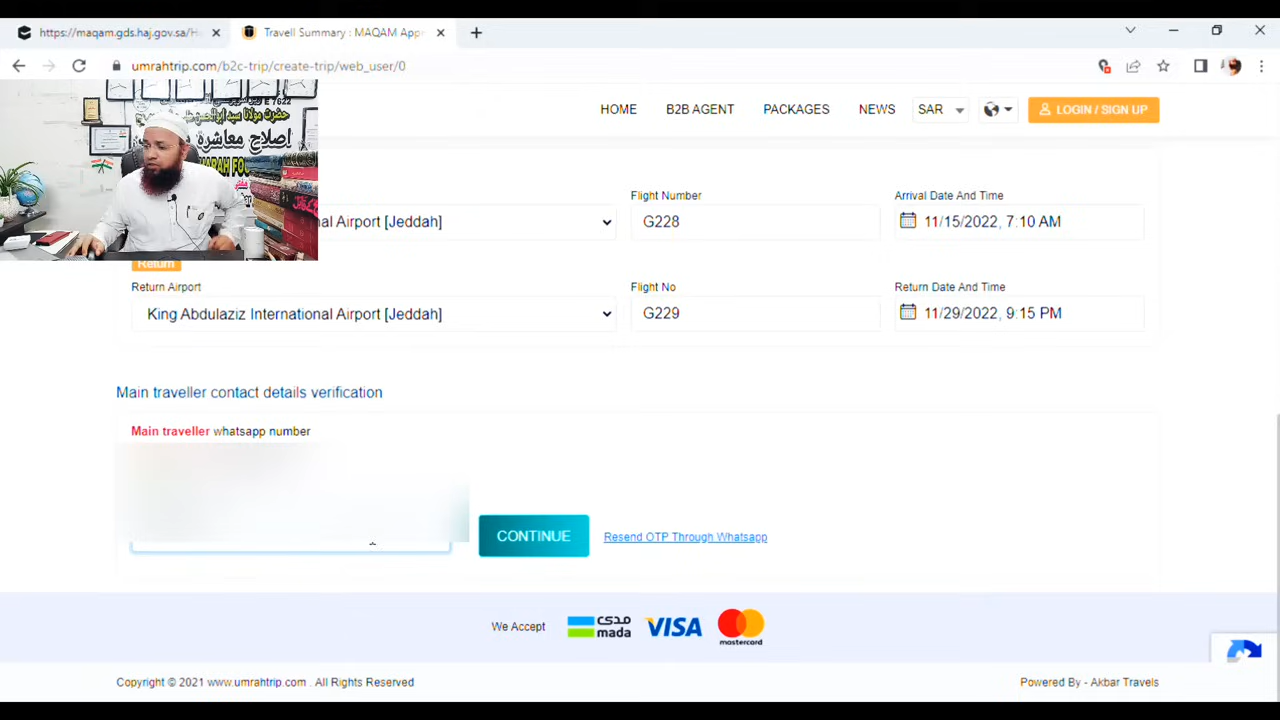 https://maqam.gds.haj.gov.sa/H
Travell Summary : MAQAM App
umrahtrip.com/b2c-trip/create-trip/web_user/0
HOME
B2B AGENT
PACKAGES
NEWS
SAR
LOGIN / SIGN UP
E 7622
اصلاح معاشرہ
al Airport [Jeddah]
Flight Number
G228
Arrival Date And Time
11/15/2022, 7:10 AM
Return
Return Airport
King Abdulaziz International Airport [Jeddah]
Flight No
G229
Return Date And Time
11/29/2022, 9:15 PM
Main traveller contact details verification
Main traveller whatsapp number
CONTINUE
Resend OTP Through Whatsapp
We Accept
مدى
mada
VISA
mastercard
Copyright © 2021 www.umrahtrip.com . All Rights Reserved
Powered By - Akbar Travels